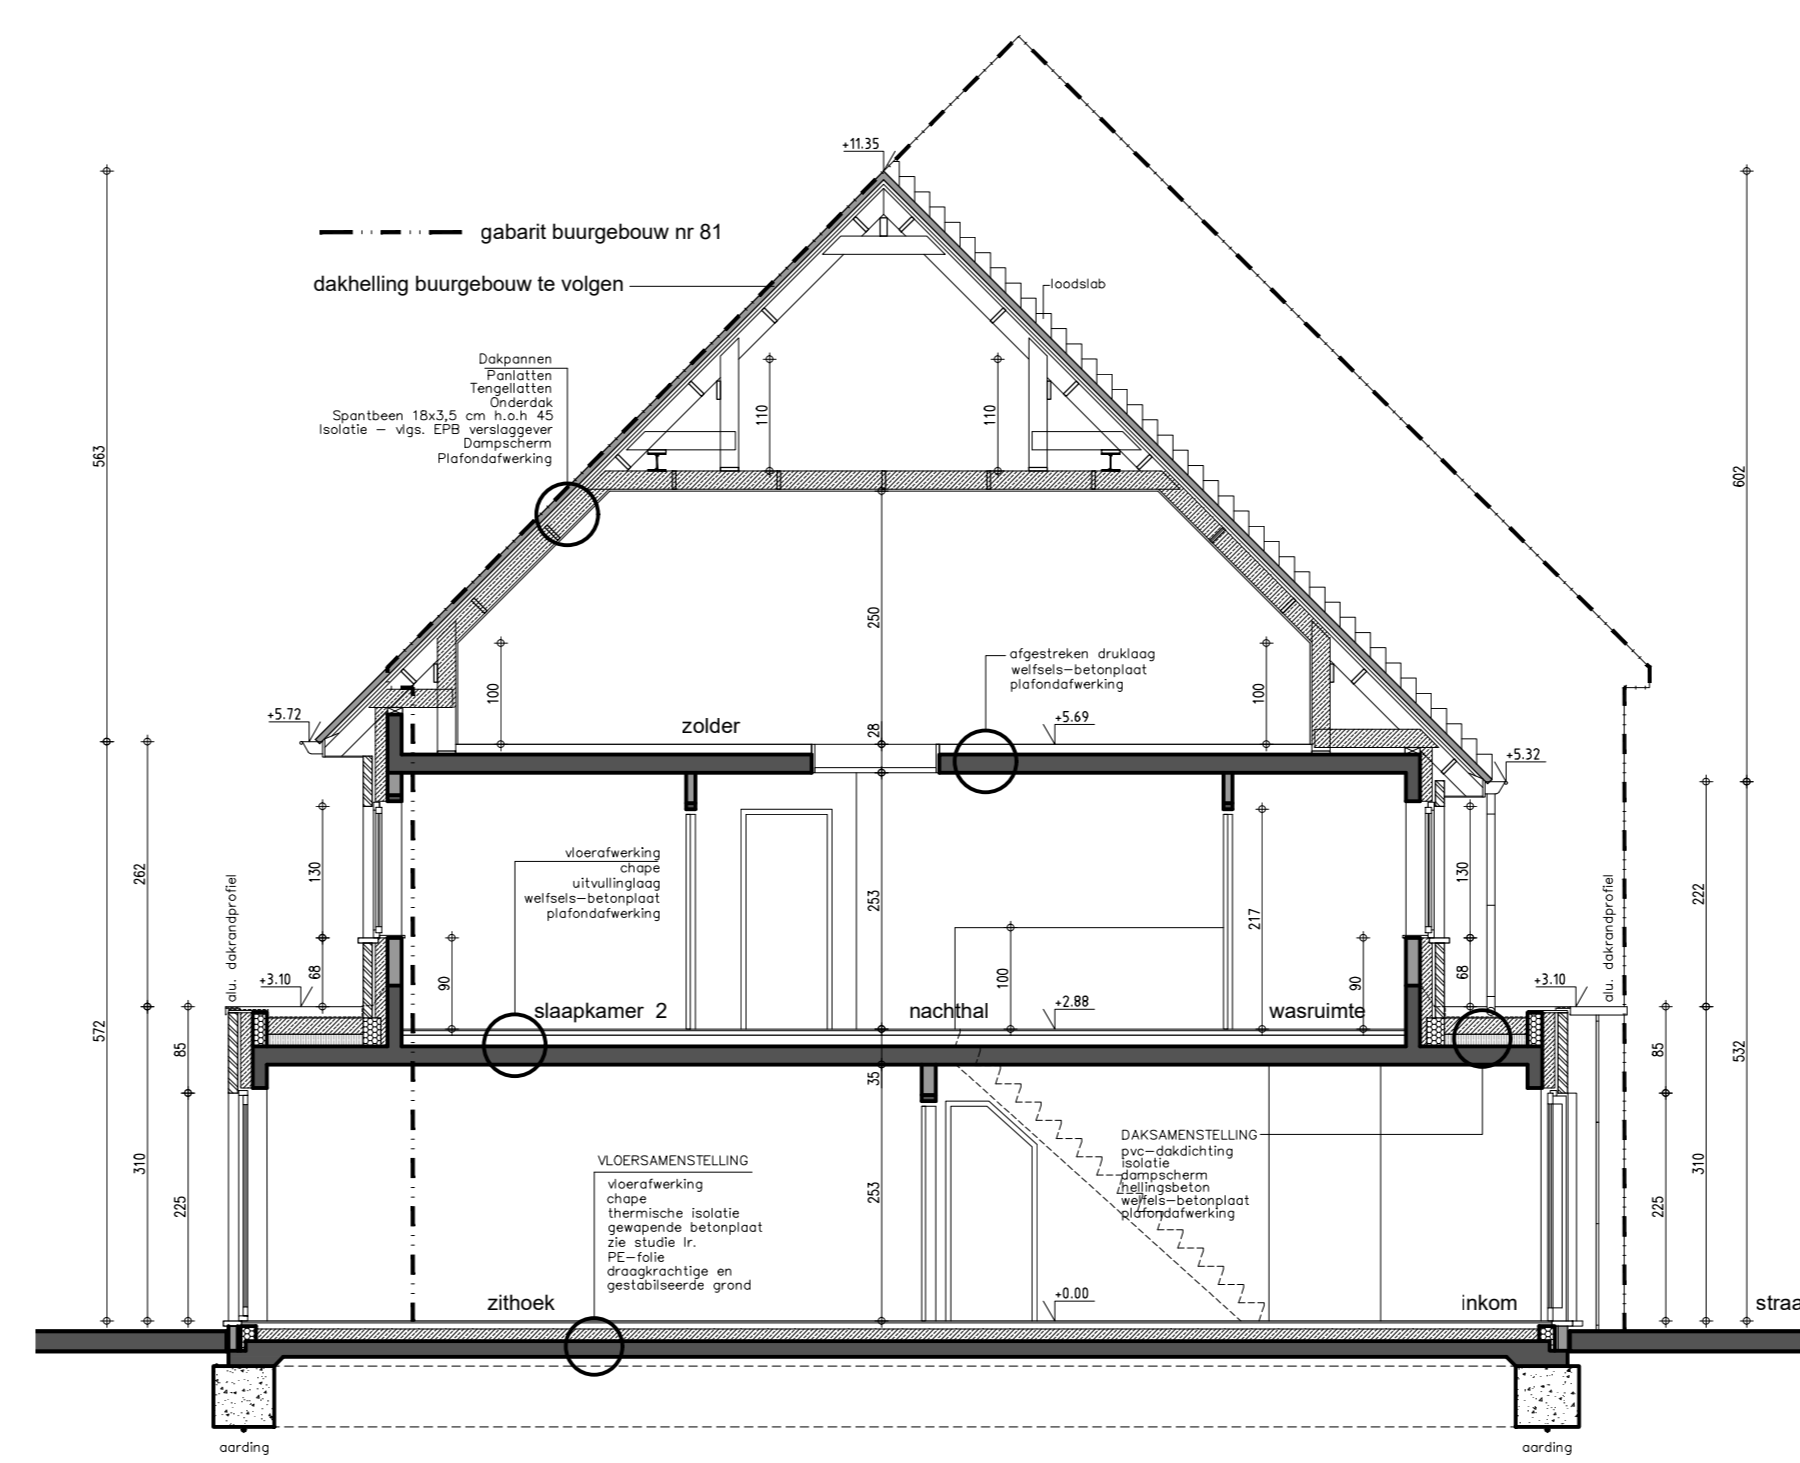 +11.35
gabarit buurgebouw nr 81
dakhelling buurgebouw te volgen
loodslab
Dakpannen
Panlatten
Tengellatten
Onderdak
Spantbeen 18x3,5 cm h.o.h 45
Isolatie – vlgs. EPB verslaggever
Dampscherm
Plafondafwerking
110
110
563
602
250
afgestreken druklaag
welfsels-betonplaat
plafondafwerking
100
100
zolder
28
+5.69
+5.72
+5.32
262
130
vloerafwerking
chape
uitvullinglaag
welfsels-betonplaat
plafondafwerking
253
217
130
222
alu. dakrandprofiel
alu. dakrandprofiel
+3.10
68
90
100
90
68
+3.10
slaapkamer 2
nachthal
+2.88
wasruimte
572
85
35
85
532
310
225
VLOERSAMENSTELLING
vloerafwerking
chape
thermische isolatie
gewapende betonplaat
zie studie Ir.
PE-folie
draagkrachtige en
gestabilseerde grond
253
DAKSAMENSTELLING
pvc-dakdichting
isolatie
dampscherm
hellingsbeton
welfels-betonplaat
plafondafwerking
225
310
zithoek
+0.00
inkom
straa
aarding
aarding